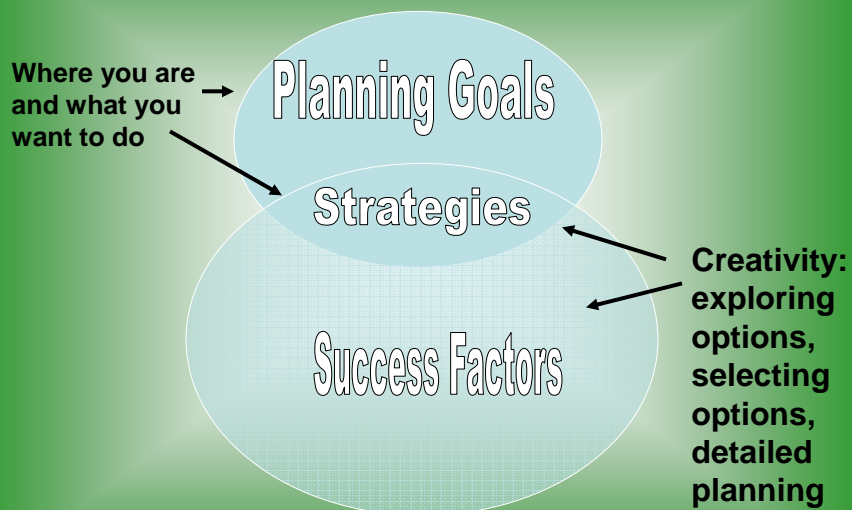 Where you are
and what you
want to do
Planning Goals
Strategies
Success Factors
Creativity:
exploring
options,
selecting
options,
detailed
planning